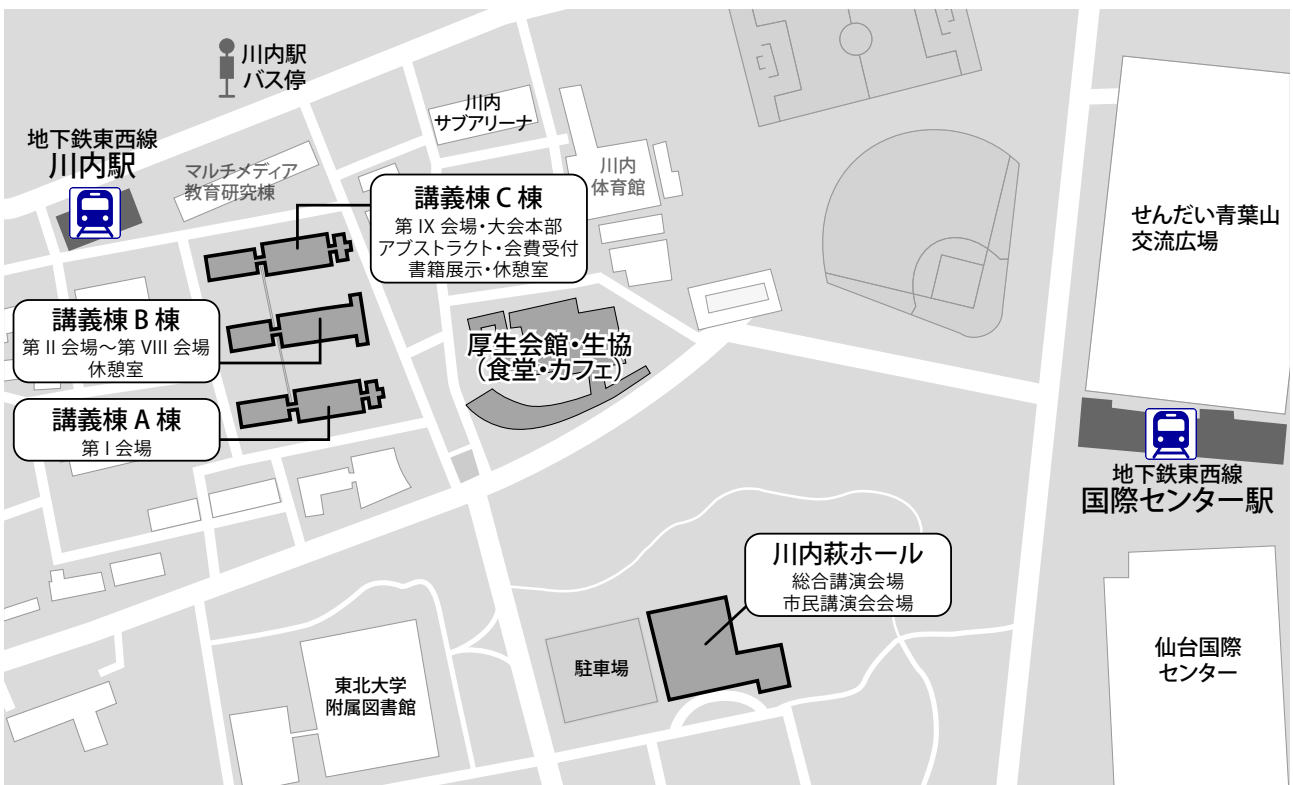 川内駅
バス停
地下鉄東西線
川内駅
マルチメディア
教育研究棟
川内
サブアリーナ
川内
体育館
講義棟 C 棟
第 IX 会場・大会本部
アブストラクト・会費受付
書籍展示・休憩室
せんだい青葉山
交流広場
講義棟 B 棟
第 II 会場～第 VIII 会場
休憩室
厚生会館・生協
(食堂・カフェ)
講義棟 A 棟
第 I 会場
地下鉄東西線
国際センター駅
川内萩ホール
総合講演会場
市民講演会会場
駐車場
東北大学
附属図書館
仙台国際
センター